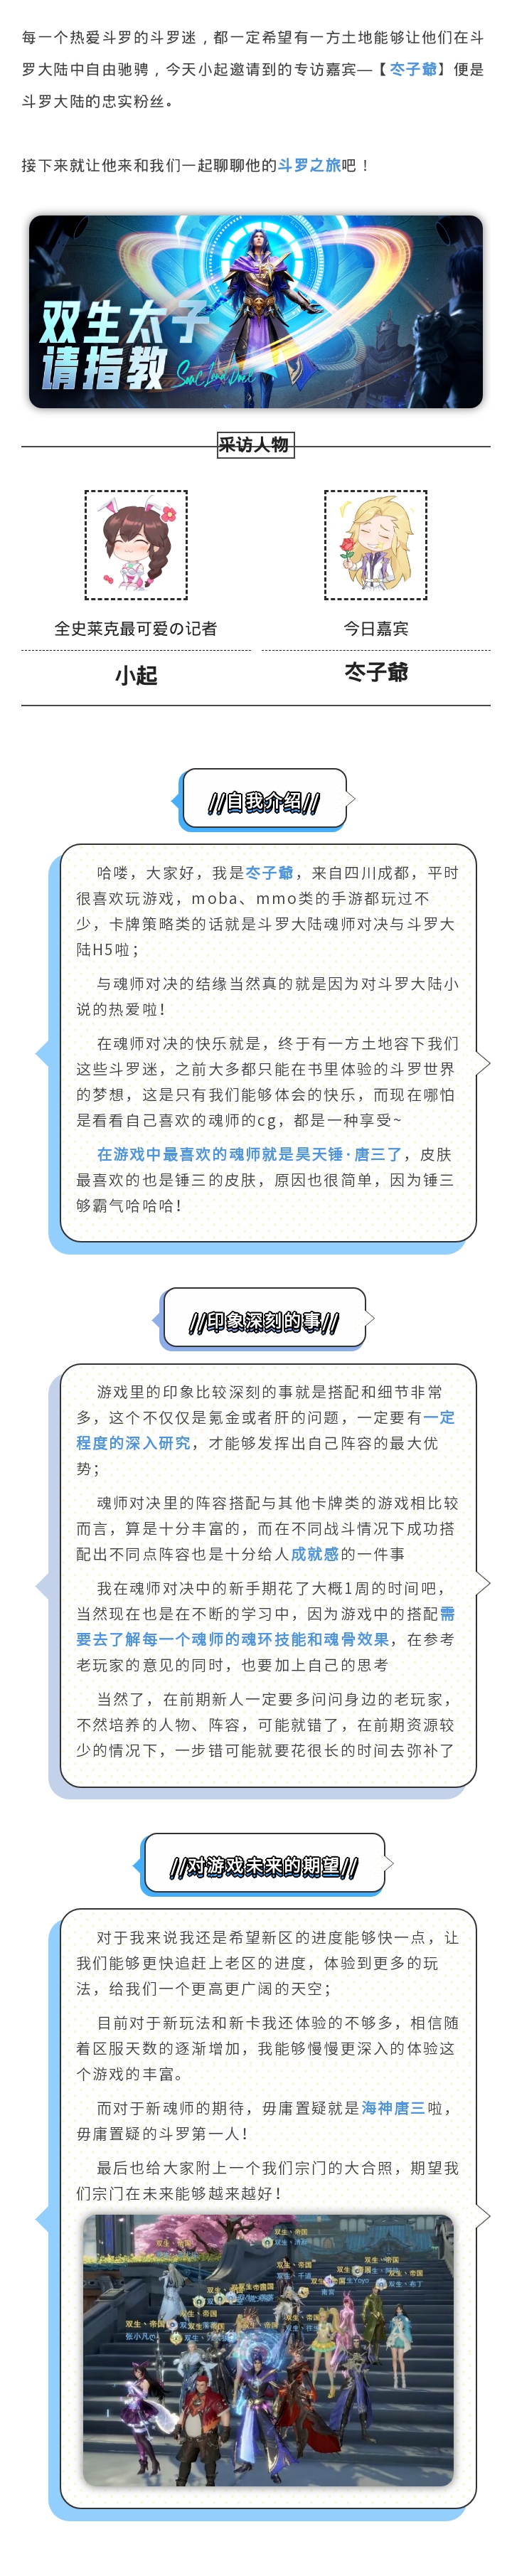 每一个热爱斗罗的斗罗迷，都一定希望有一方土地能够让他们在斗
罗大陆中自由驰骋，今天小起邀请到的专访嘉宾—【冭子爺】便是
斗罗大陆的忠实粉丝。
接下来就让他来和我们一起聊聊他的斗罗之旅吧！
双生太子
请指教
Soul Land Duel
采访人物
全史莱克最可爱の记者
今日嘉宾
小起
冭子爺
//自我介绍//
哈喽，大家好，我是冭子爺，来自四川成都，平时
很喜欢玩游戏，moba、mmo类的手游都玩过不
少，卡牌策略类的话就是斗罗大陆魂师对决与斗罗大
陆H5啦；
与魂师对决的结缘当然真的就是因为对斗罗大陆小
说的热爱啦！
在魂师对决的快乐就是，终于有一方土地容下我们
这些斗罗迷，之前大多都只能在书里体验的斗罗世界
的梦想，这是只有我们能够体会的快乐，而现在哪怕
是看看自己喜欢的魂师的cg，都是一种享受~
在游戏中最喜欢的魂师就是昊天锤·唐三了，皮肤
最喜欢的也是锤三的皮肤，原因也很简单，因为锤三
够霸气哈哈哈！
//印象深刻的事//
游戏里的印象比较深刻的事就是搭配和细节非常
多，这个不仅仅是氪金或者肝的问题，一定要有一定
程度的深入研究，才能够发挥出自己阵容的最大优
势；
魂师对决里的阵容搭配与其他卡牌类的游戏相比较
而言，算是十分丰富的，而在不同战斗情况下成功搭
配出不同点阵容也是十分给人成就感的一件事
我在魂师对决中的新手期花了大概1周的时间吧，
当然现在也是在不断的学习中，因为游戏中的搭配需
要去了解每一个魂师的魂环技能和魂骨效果，在参考
老玩家的意见的同时，也要加上自己的思考
当然了，在前期新人一定要多问问身边的老玩家，
不然培养的人物、阵容，可能就错了，在前期资源较
少的情况下，一步错可能就要花很长的时间去弥补了
//对游戏未来的期望//
对于我来说我还是希望新区的进度能够快一点，让
我们能够更快追赶上老区的进度，体验到更多的玩
法，给我们一个更高更广阔的天空；
目前对于新玩法和新卡我还体验的不够多，相信随
着区服天数的逐渐增加，我能够慢慢更深入的体验这
个游戏的丰富。
而对于新魂师的期待，毋庸置疑就是海神唐三啦，
毋庸置疑的斗罗第一人！
最后也给大家附上一个我们宗门的大合照，期望我
们宗门在未来能够越来越好！
双生丶帝国
双生丶帝国
双生丶帝国
双生丶帝国
双生丶布丁
双生丶帝国
张小凡